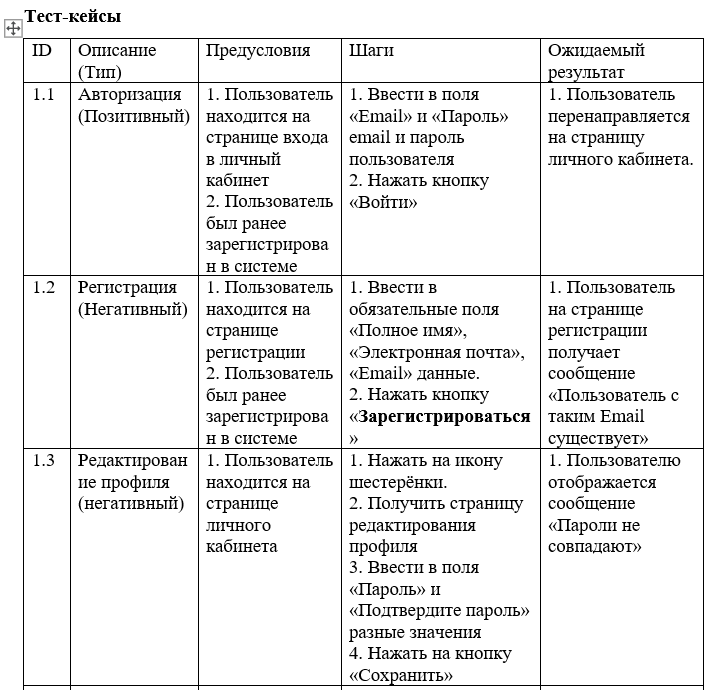 Тест-кейсы
ID
Описание
(Тип)
Предусловия
Шаги
Ожидаемый
результат
1.1
Авторизация
(Позитивный)
1. Пользователь
находится на
странице входа
в личный
кабинет
2. Пользователь
был ранее
зарегистрирова
н в системе
1. Ввести в поля
«Email» и «Пароль»
email и пароль
пользователя
2. Нажать кнопку
«Войти»
1. Пользователь
перенаправляется
на страницу
личного кабинета.
1.2
Регистрация
(Негативный)
1. Пользователь
находится на
странице
регистрации
2. Пользователь
был ранее
зарегистрирова
н в системе
1. Ввести в
обязательные поля
«Полное имя»,
«Электронная почта»,
«Email» данные.
2. Нажать кнопку
«Зарегистрироваться
»
1. Пользователь
на странице
регистрации
получает
сообщение
«Пользователь с
таким Email
существует»
1.3
Редактирован
ие профиля
(негативный)
1. Пользователь
находится на
странице
личного
кабинета
1. Нажать на икону
шестерёнки.
2. Получить страницу
редактирования
профиля
3. Ввести в поля
«Пароль» и
«Подтвердите пароль»
разные значения
4. Нажать на кнопку
«Сохранить»
1. Пользователю
отображается
сообщение
«Пароли не
совпадают»